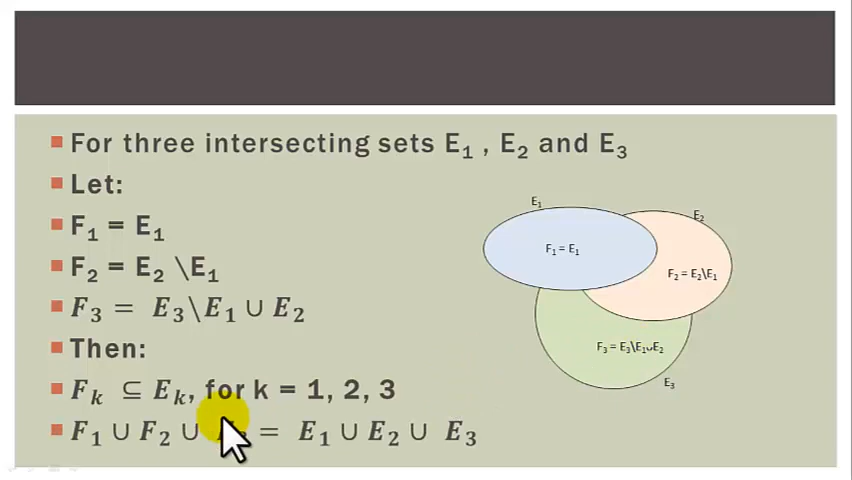 For three intersecting sets E₁ , E₂ and E₃
Let:
F₁ = E₁
F₂ = E₂ \E₁
F₃ = E₃\E₁ ∪ E₂
Then:
Fₖ ⊆ Eₖ, for k = 1, 2, 3
F₁ ∪ F₂ ∪ = E₁ ∪ E₂ ∪ E₃
E₁
E₂
F₁ = E₁
F₂ = E₂\E₁
F₃ = E₃\E₁∪E₂
E₃